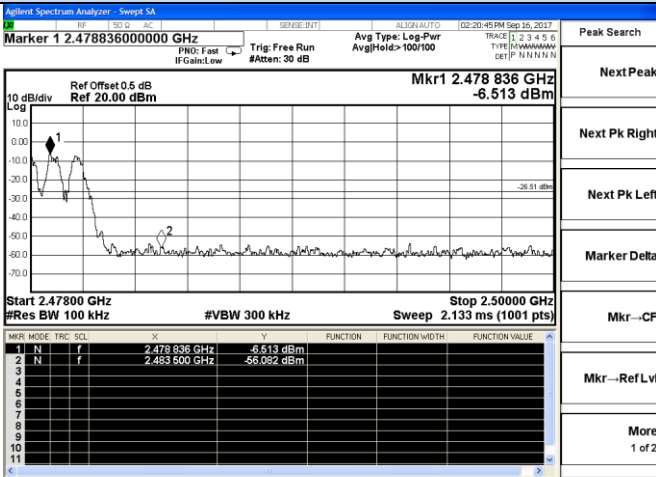 Agilent Spectrum Analyzer - Swept SA
RF 50 Ω AC SENSE:INT ALIGN AUTO 02:20:45 PM Sep 16, 2017
Marker 1 2.478836000000 GHz
PNO: Fast
IFGain:Low
Trig: Free Run
#Atten: 30 dB
Avg Type: Log-Pwr
Avg|Hold:>100/100
TRACE 1 2 3 4 5 6
TYPE MWWWWW
DET P N N N N N
Peak Search
Next Peak
Next Pk Right
Next Pk Left
Marker Delta
Mkr→CF
Mkr→Ref Lvl
More
1 of 2
Ref Offset 0.5 dB
10 dB/div Ref 20.00 dBm
Log
Mkr1 2.478 836 GHz
-6.513 dBm
10.0
0.00
-10.0
-20.0
-30.0
-40.0
-50.0
-60.0
-70.0
1
2
-26.51 dBm
Start 2.47800 GHz Stop 2.50000 GHz
#Res BW 100 kHz #VBW 300 kHz Sweep 2.133 ms (1001 pts)
MKR MODE TRC SCL X Y FUNCTION FUNCTION WIDTH FUNCTION VALUE
1 N f 2.478 836 GHz -6.513 dBm
2 N f 2.483 500 GHz -56.082 dBm
3
4
5
6
7
8
9
10
11